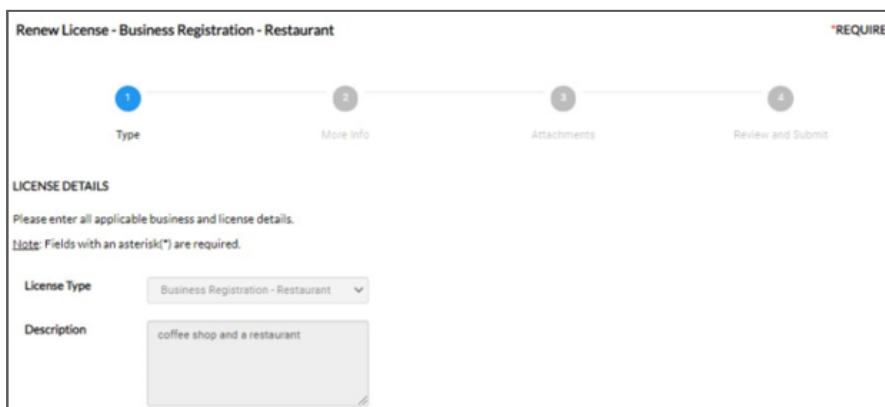 Renew License - Business Registration - Restaurant *REQUIRE
1 2 3 4
Type More Info Attachments Review and Submit
LICENSE DETAILS
Please enter all applicable business and license details.
Note: Fields with an asterisk(*) are required.
License Type Business Registration - Restaurant
Description coffee shop and a restaurant